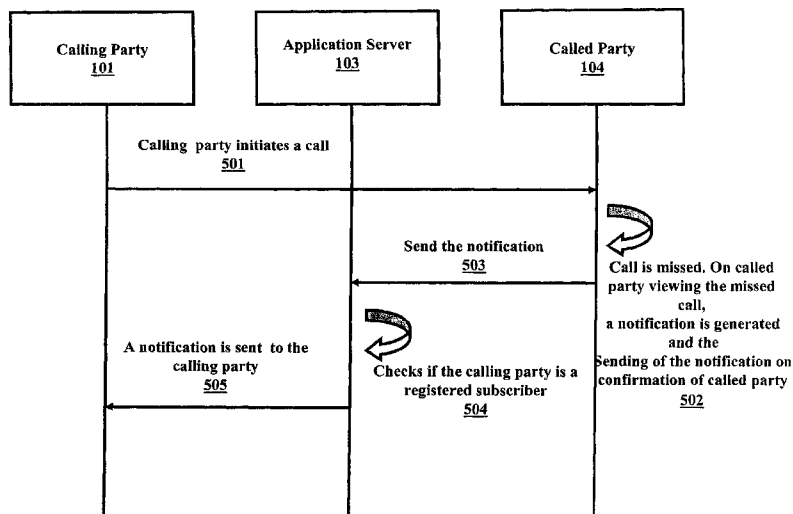 Calling Party
101
Application Server
103
Called Party
104
Calling party initiates a call
501
Send the notification
503
Call is missed. On called
party viewing the missed
call,
a notification is generated
and the
Sending of the notification on
confirmation of called party
502
Checks if the calling party is a
registered subscriber
504
A notification is sent to the
calling party
505